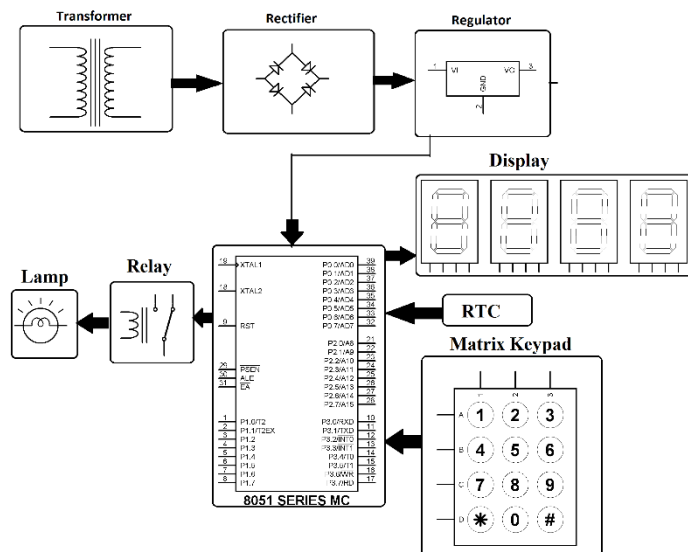 Transformer
Rectifier
Regulator
1 VI VO 3
GND
2
Display
Lamp
Relay
RTC
Matrix Keypad
19 XTAL1
18 XTAL2
9 RST
29 PSEN
30 ALE
31 EA
1 P1.0/T2
2 P1.1/T2EX
3 P1.2
4 P1.3
5 P1.4
6 P1.5
7 P1.6
8 P1.7
P0.0/AD0 39
P0.1/AD1 38
P0.2/AD2 37
P0.3/AD3 36
P0.4/AD4 35
P0.5/AD5 34
P0.6/AD6 33
P0.7/AD7 32
P2.0/A8 21
P2.1/A9 22
P2.2/A10 23
P2.3/A11 24
P2.4/A12 25
P2.5/A13 26
P2.6/A14 27
P2.7/A15 28
P3.0/RXD 10
P3.1/TXD 11
P3.2/INT0 12
P3.3/INT1 13
P3.4/T0 14
P3.5/T1 15
P3.6/WR 16
P3.7/RD 17
8051 SERIES MC
1 2 3
A 1 2 3
B 4 5 6
C 7 8 9
D * 0 #